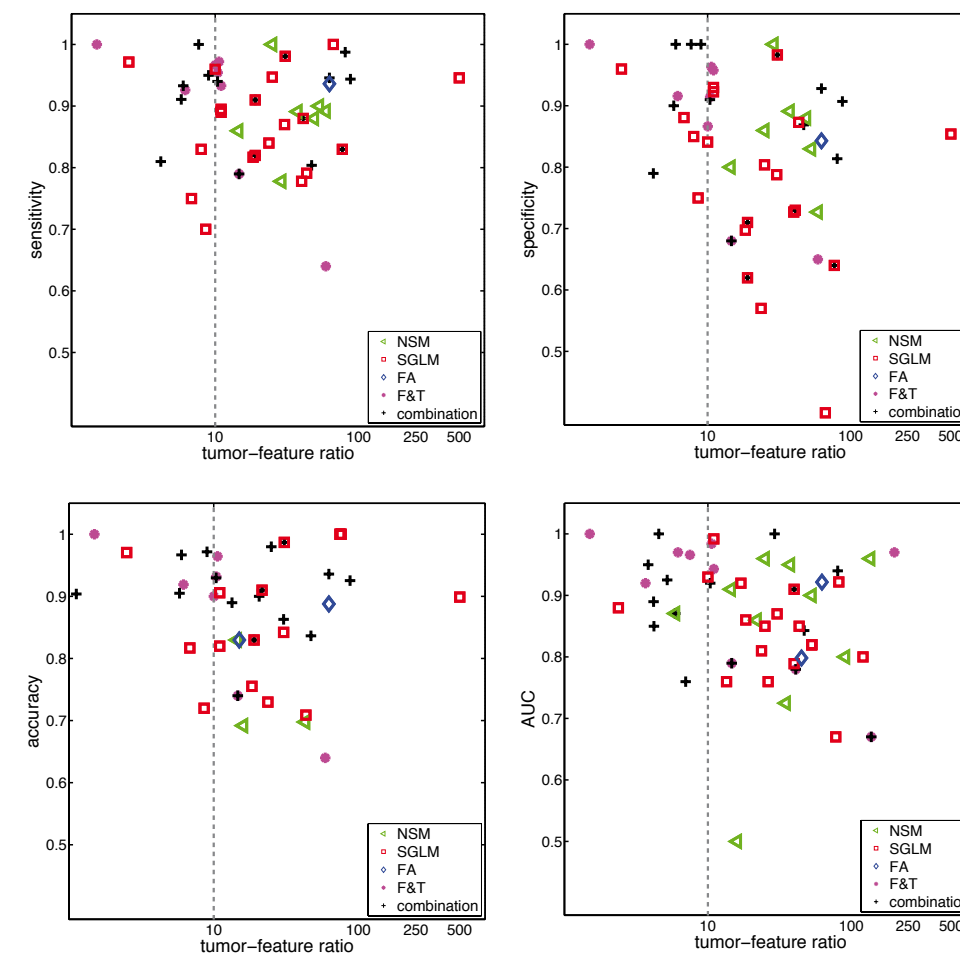 1
0.9
0.8
0.7
0.6
0.5
sensitivity
NSM
SGLM
FA
F&T
combination
10 100 250 500
tumor−feature ratio
1
0.9
0.8
0.7
0.6
0.5
specificity
NSM
SGLM
FA
F&T
combinatio
10 100 250 500
tumor−feature ratio
1
0.9
0.8
0.7
0.6
0.5
accuracy
NSM
SGLM
FA
F&T
combination
10 100 250 500
tumor−feature ratio
1
0.9
0.8
0.7
0.6
0.5
AUC
NSM
SGLM
FA
F&T
combinatio
10 100 250 500
tumor−feature ratio